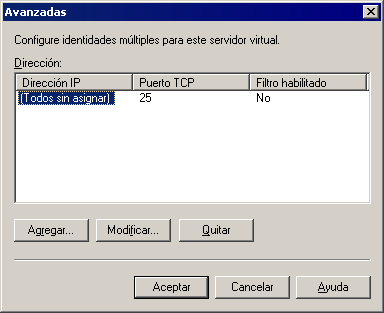 Avanzadas
Configure identidades múltiples para este servidor virtual.
Dirección:
Dirección IP Puerto TCP Filtro habilitado
(Todos sin asignar) 25 No
Agregar... Modificar... Quitar
Aceptar Cancelar Ayuda